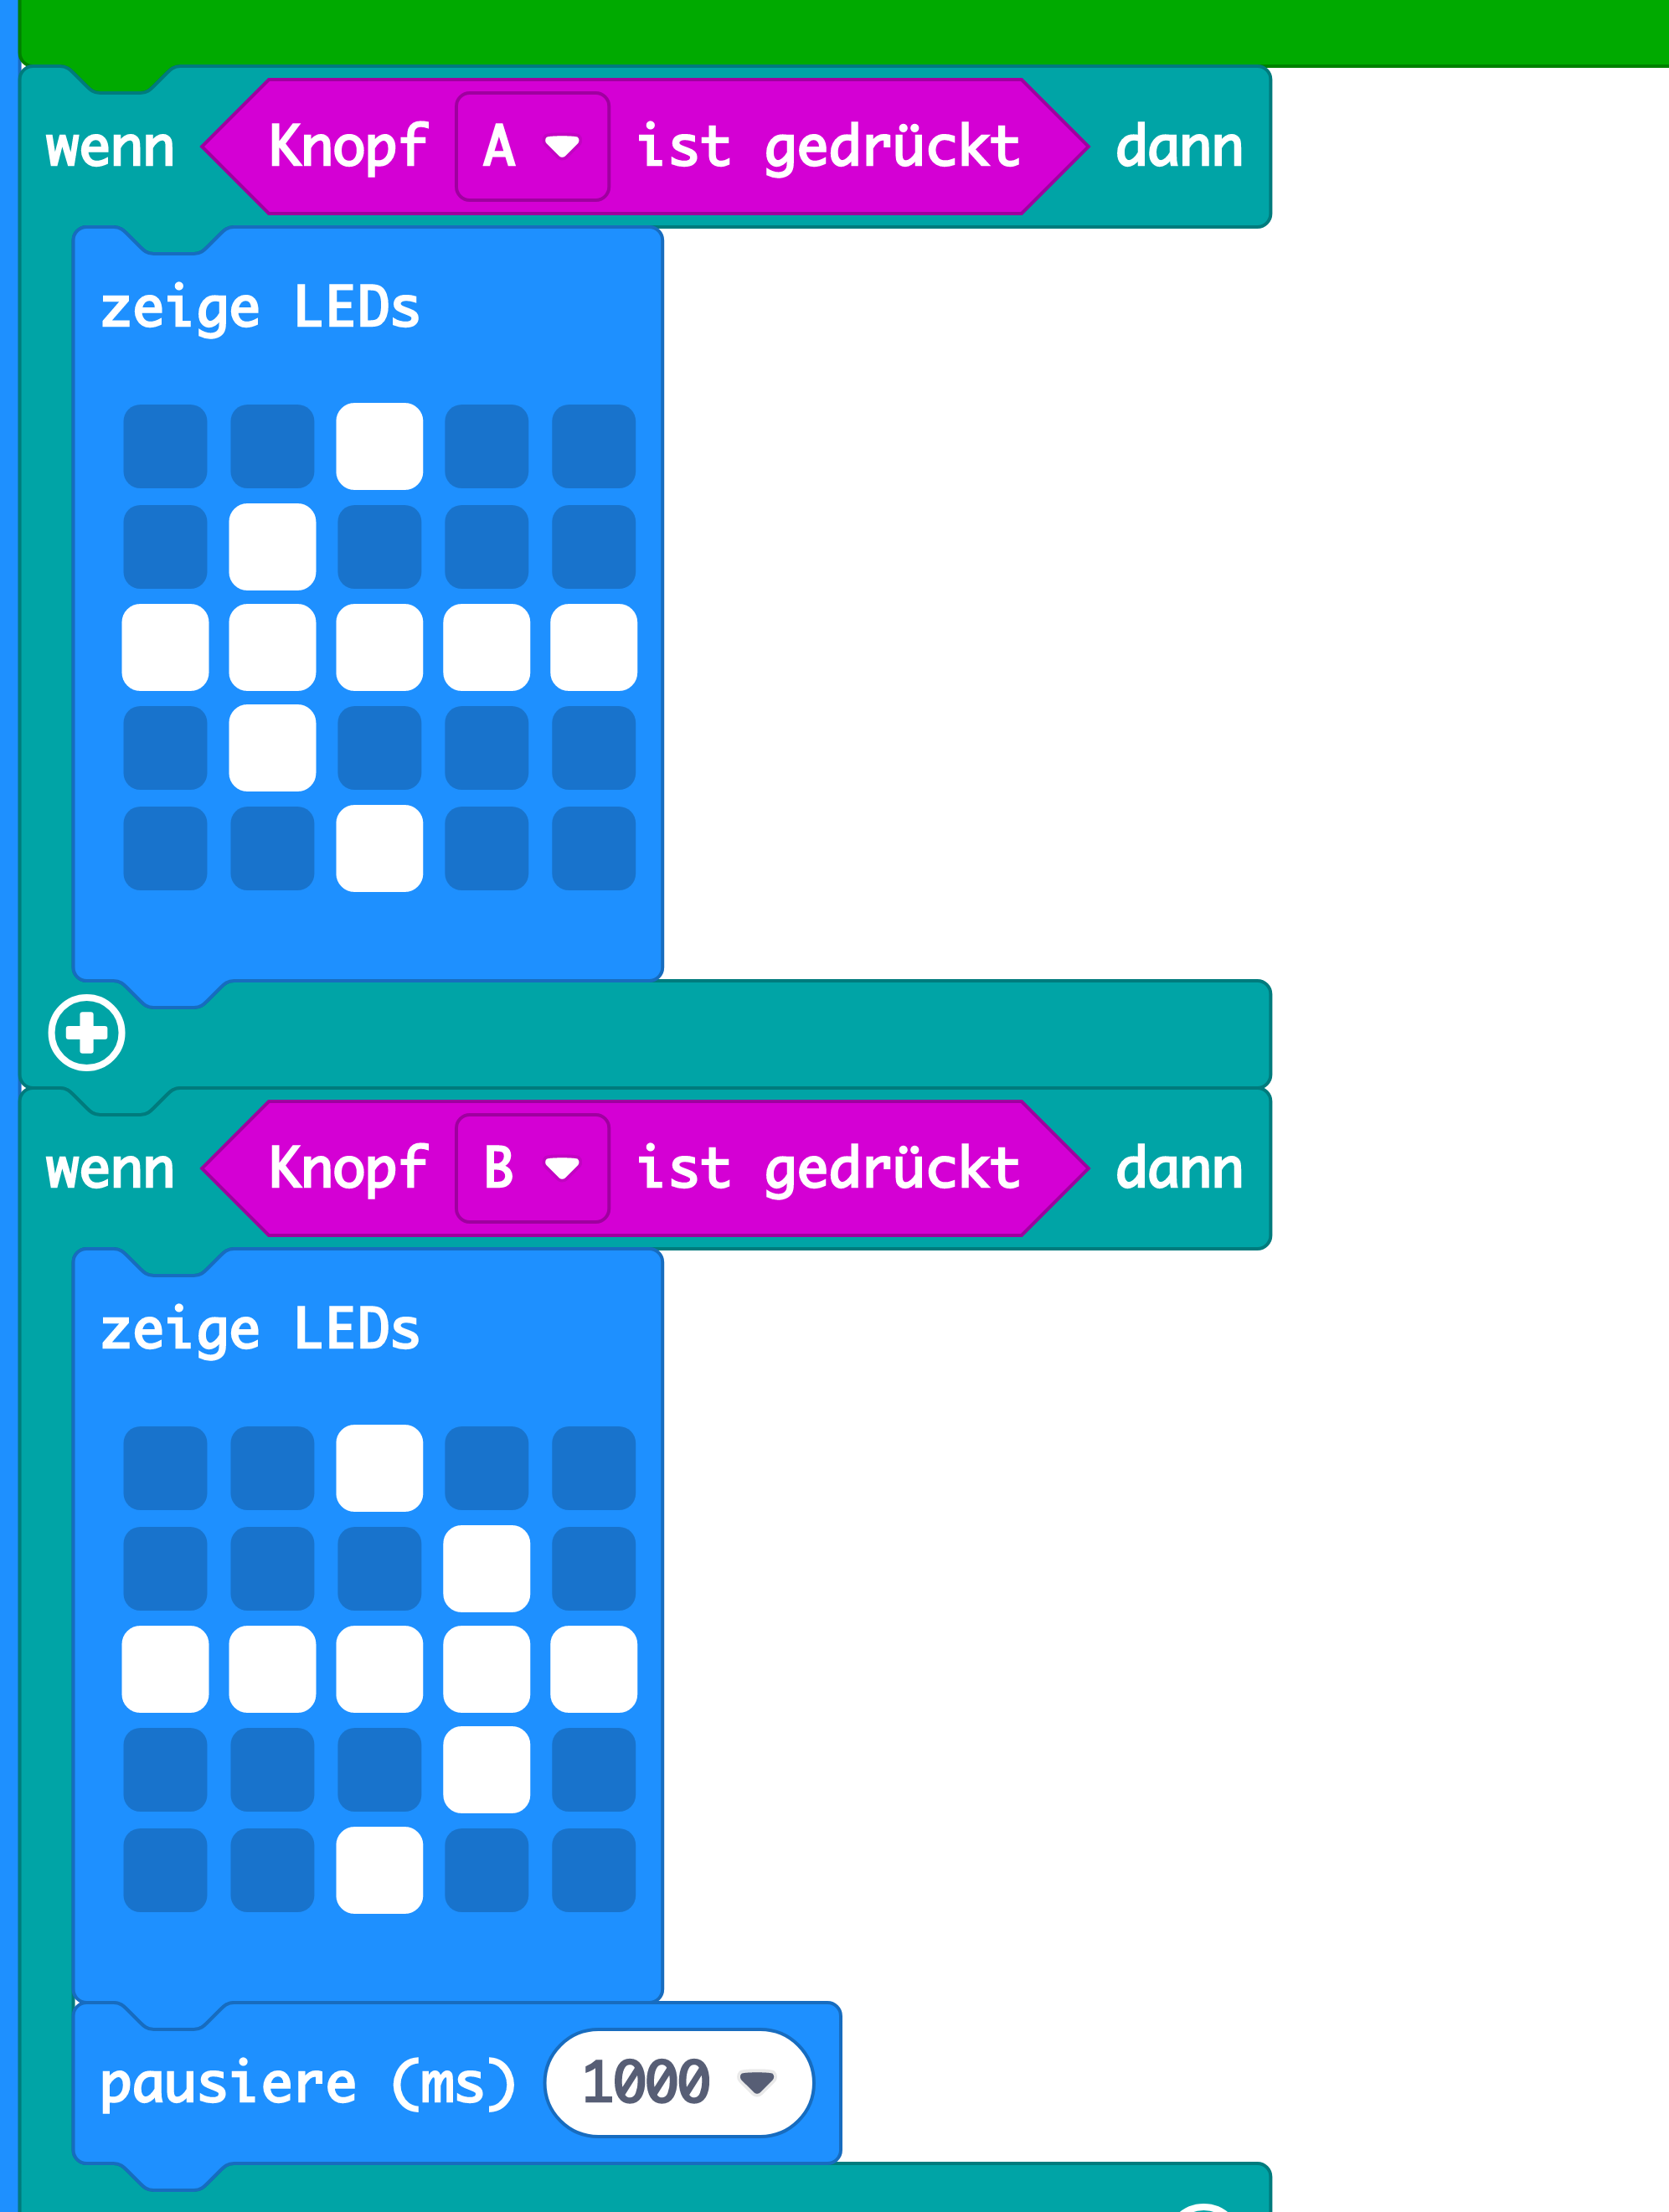 wenn Knopf A ist gedrückt dann
zeige LEDs
wenn Knopf B ist gedrückt dann
zeige LEDs
pausiere (ms) 1000